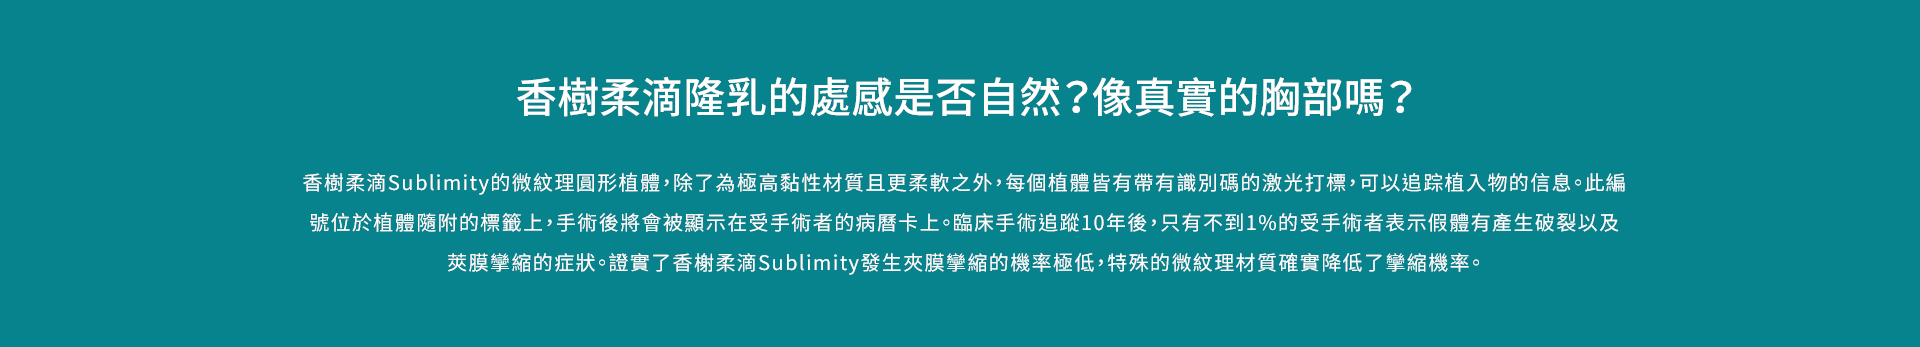 香樹柔滴隆乳的處感是否自然？像真實的胸部嗎？
香樹柔滴Sublimity的微紋理圓形植體，除了為極高黏性材質且更柔軟之外，每個植體皆有帶有識別碼的激光打標，可以追踪植入物的信息。此編
號位於植體隨附的標籤上，手術後將會被顯示在受手術者的病曆卡上。臨床手術追蹤10年後，只有不到1%的受手術者表示假體有產生破裂以及
莢膜攣縮的症狀。證實了香榭柔滴Sublimity發生夾膜攣縮的機率極低，特殊的微紋理材質確實降低了攣縮機率。